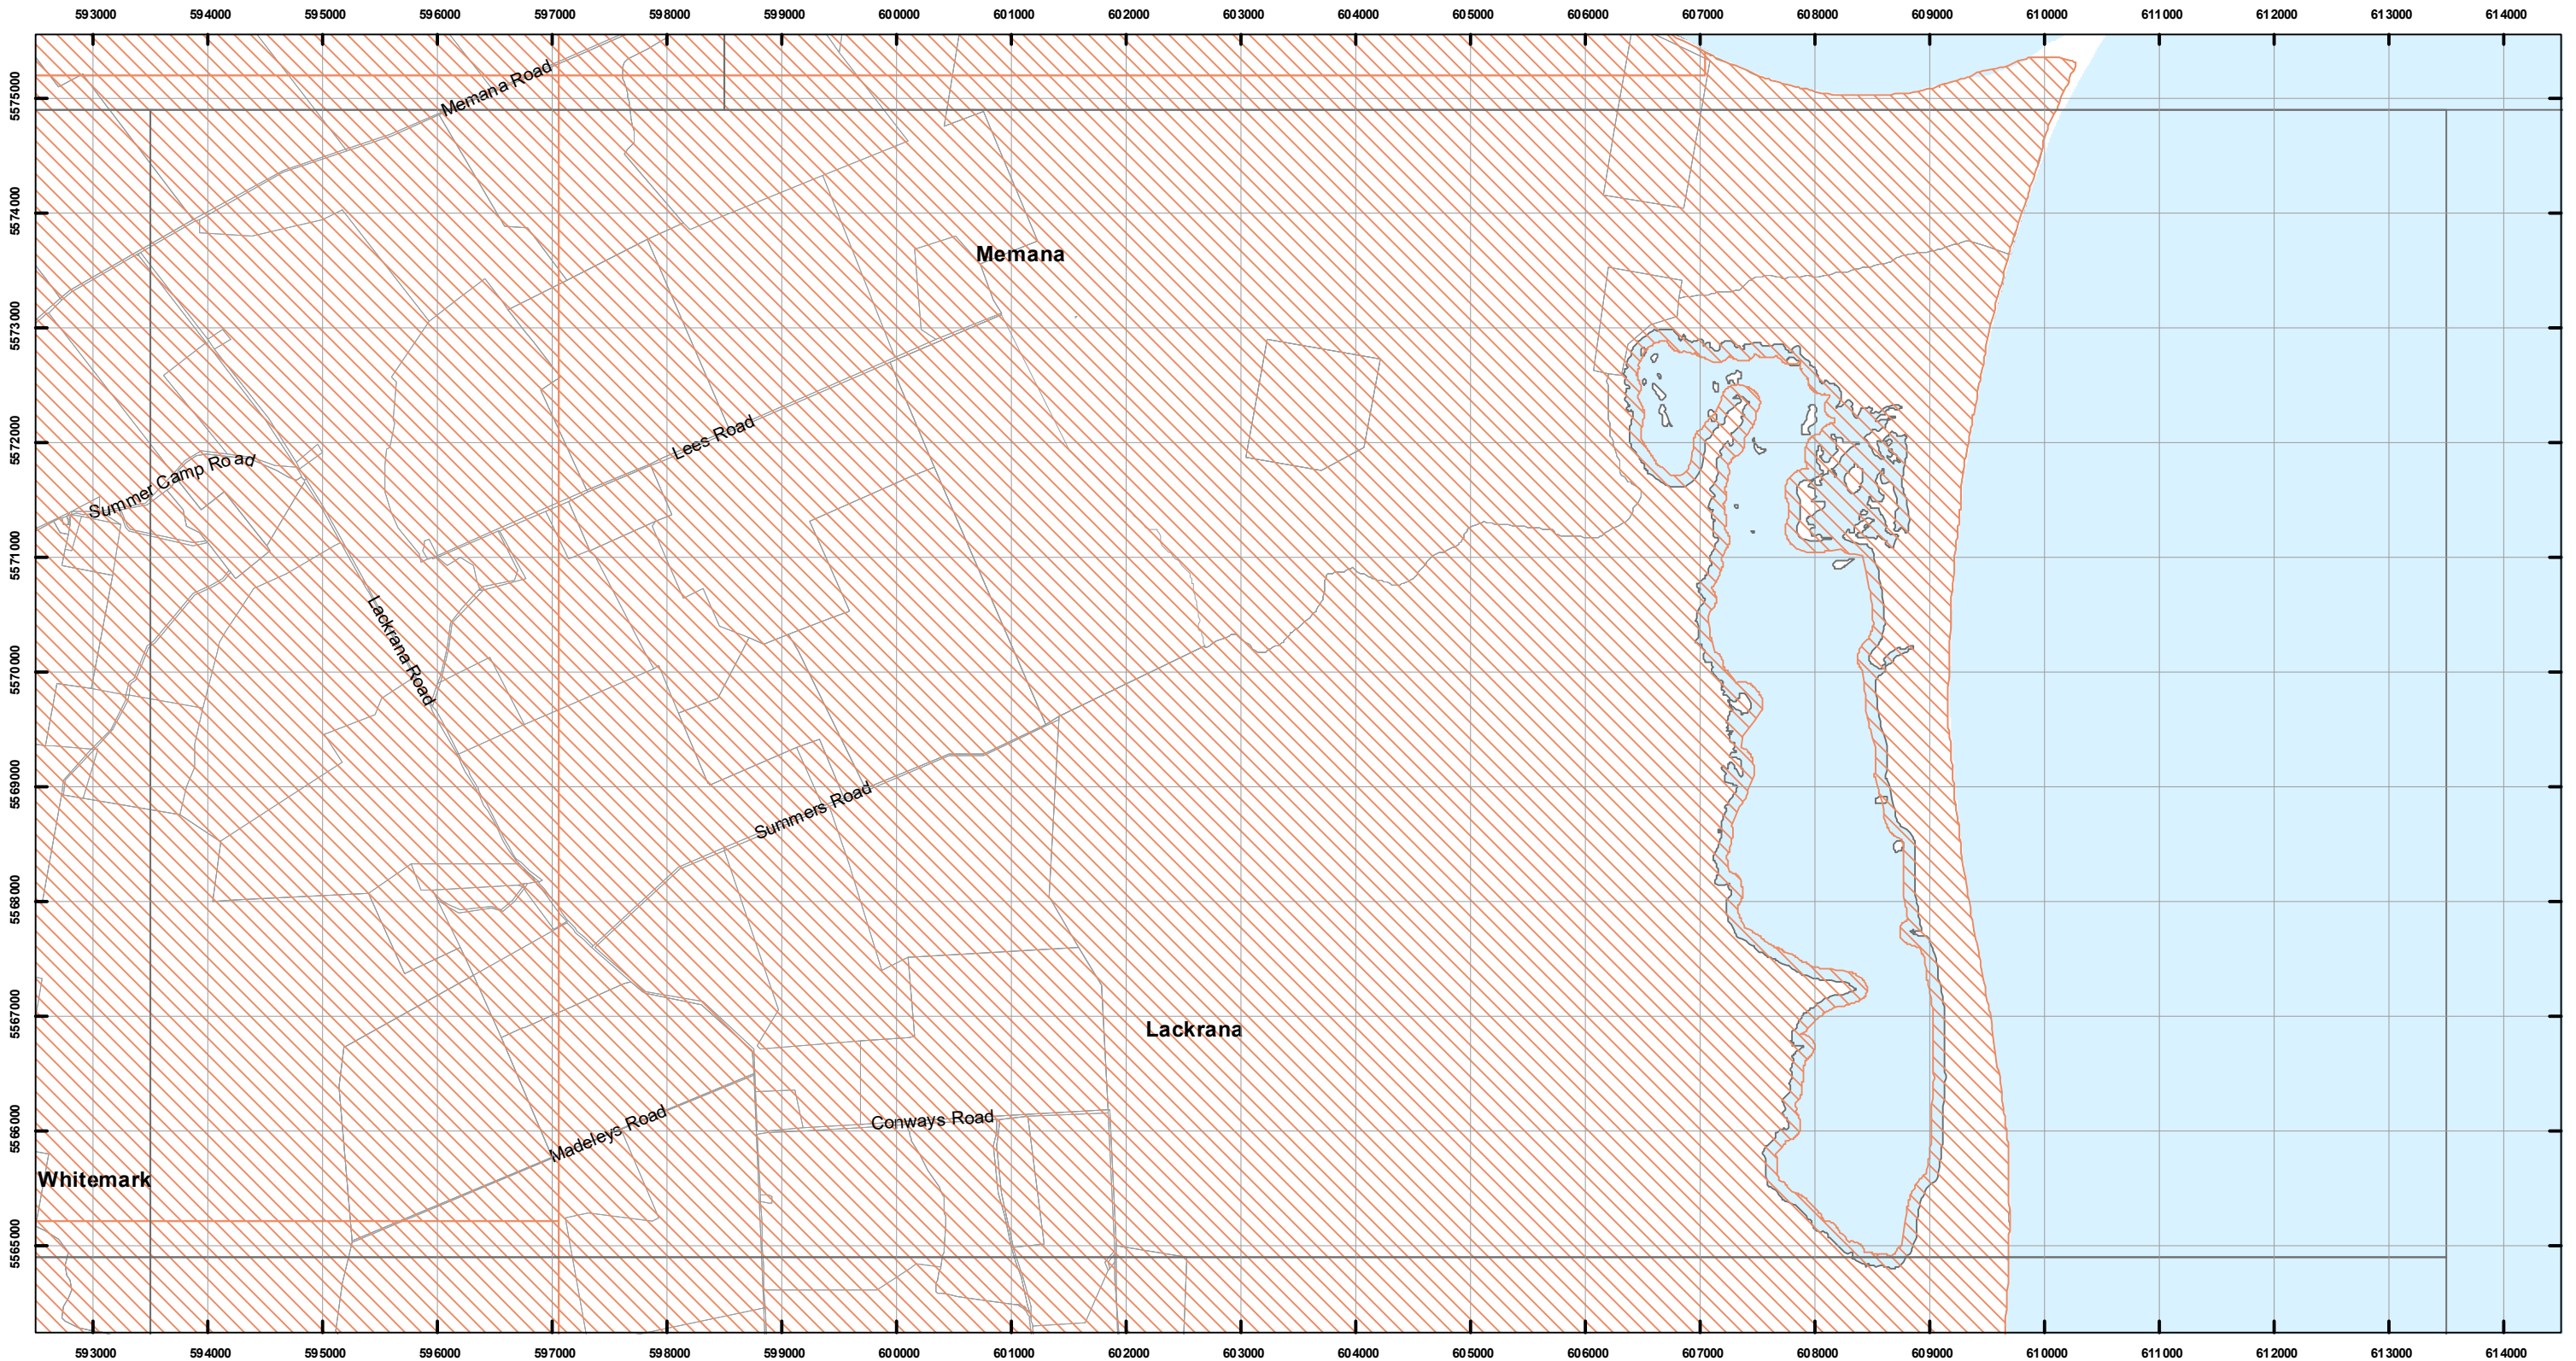 593000 594000 595000 596000 597000 598000 599000 600000 601000 602000 603000 604000 605000 606000 607000 608000 609000 610000 611000 612000 613000 614000
5575000
5574000
5573000
5572000
5571000
5570000
5569000
5568000
5567000
5566000
5565000
Memana Road
Memana
Lees Road
Summer Camp Road
Lackrana Road
Summers Road
Lackrana
Conways Road
Madeleys Road
Whitemark
593000 594000 595000 596000 597000 598000 599000 600000 601000 602000 603000 604000 605000 606000 607000 608000 609000 610000 611000 612000 613000 614000